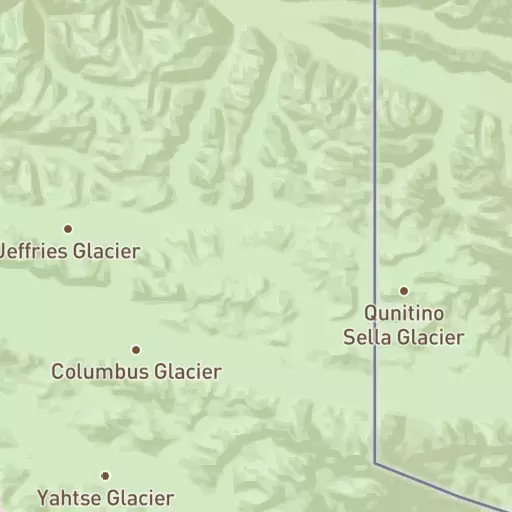 Jeffries Glacier
Qunitino
Sella Glacier
Columbus Glacier
Yahtse Glacier